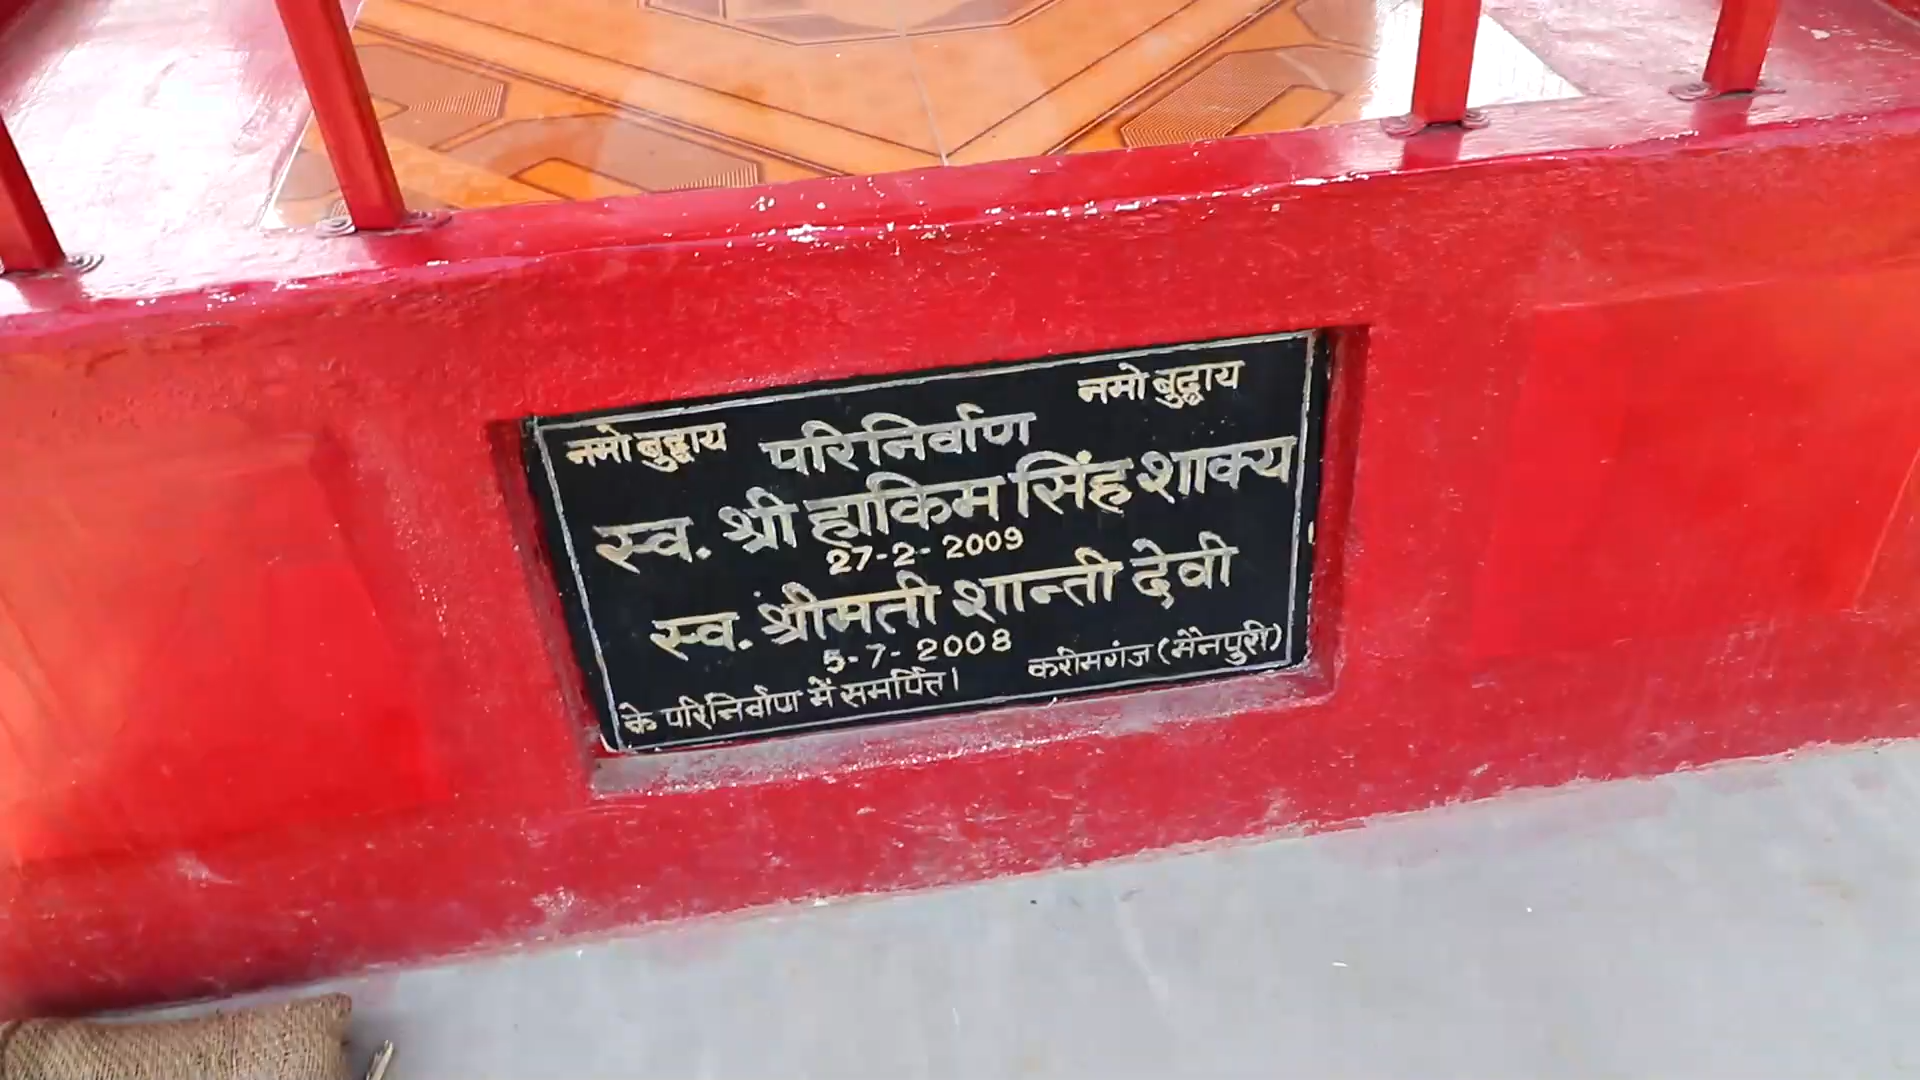 नमो बुद्धाय
नमो बुद्धाय
परिनिर्वाण
स्व. श्री हाकिम सिंह शाक्य
27-2-2009
स्व. श्रीमती शान्ती देवी
5-7-2008
के परिनिर्वाण में समर्पित।
करीमगंज (मैनपुरी)